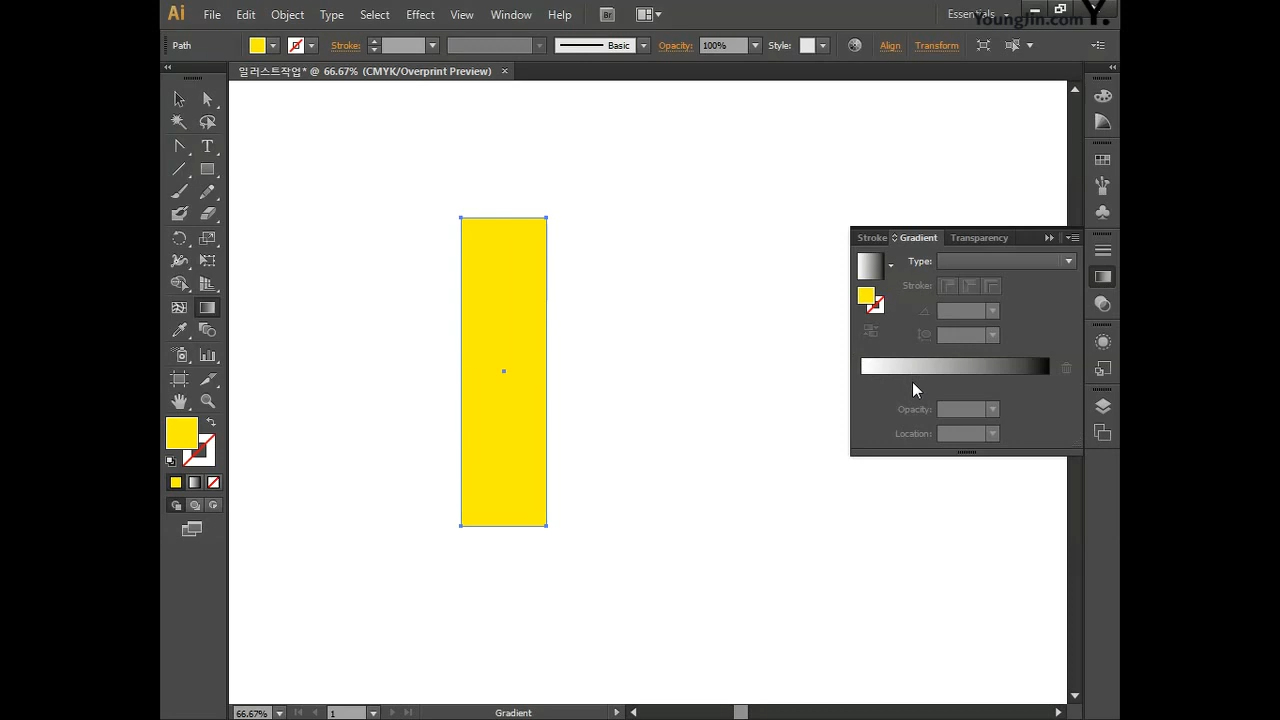 Ai File Edit Object Type Select Effect View Window Help Br Essentials
YoungJin.com Y.
Path Stroke: Basic Opacity: 100% Style: Align Transform
일러스트작업* @ 66.67% (CMYK/Overprint Preview) ×
T
Stroke Gradient Transparency
Type:
Stroke:
Opacity:
Location:
66.67% 1 Gradient